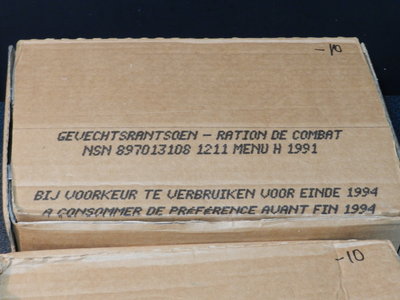 -10
GEVECHTSRANTSOEN - RATION DE COMBAT
NSN 897013108 1211 MENU H 1991
BIJ VOORKEUR TE VERBRUIKEN VOOR EINDE 1994
A CONSOMMER DE PRéFéRENCE AVANT FIN 1994
-10